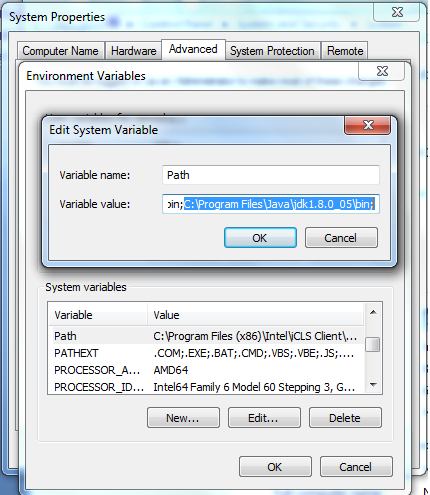 System Properties
Computer Name Hardware Advanced System Protection Remote
Environment Variables
Edit System Variable
Variable name: Path
Variable value: bin;C:\Program Files\Java\jdk1.8.0_05\bin;
OK Cancel
System variables
Variable Value
Path C:\Program Files (x86)\Intel\iCLS Client\...
PATHEXT .COM;.EXE;.BAT;.CMD;.VBS;.VBE;.JS;....
PROCESSOR_A... AMD64
PROCESSOR_ID... Intel64 Family 6 Model 60 Stepping 3, G...
New... Edit... Delete
OK Cancel